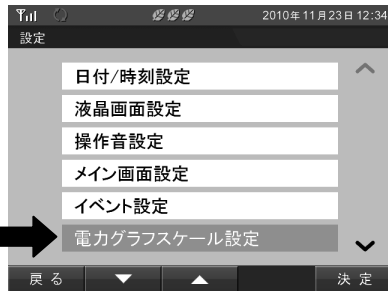 2010年11月23日 12:34
設定
日付/時刻設定
液晶画面設定
操作音設定
メイン画面設定
イベント設定
電力グラフスケール設定
戻る 決定